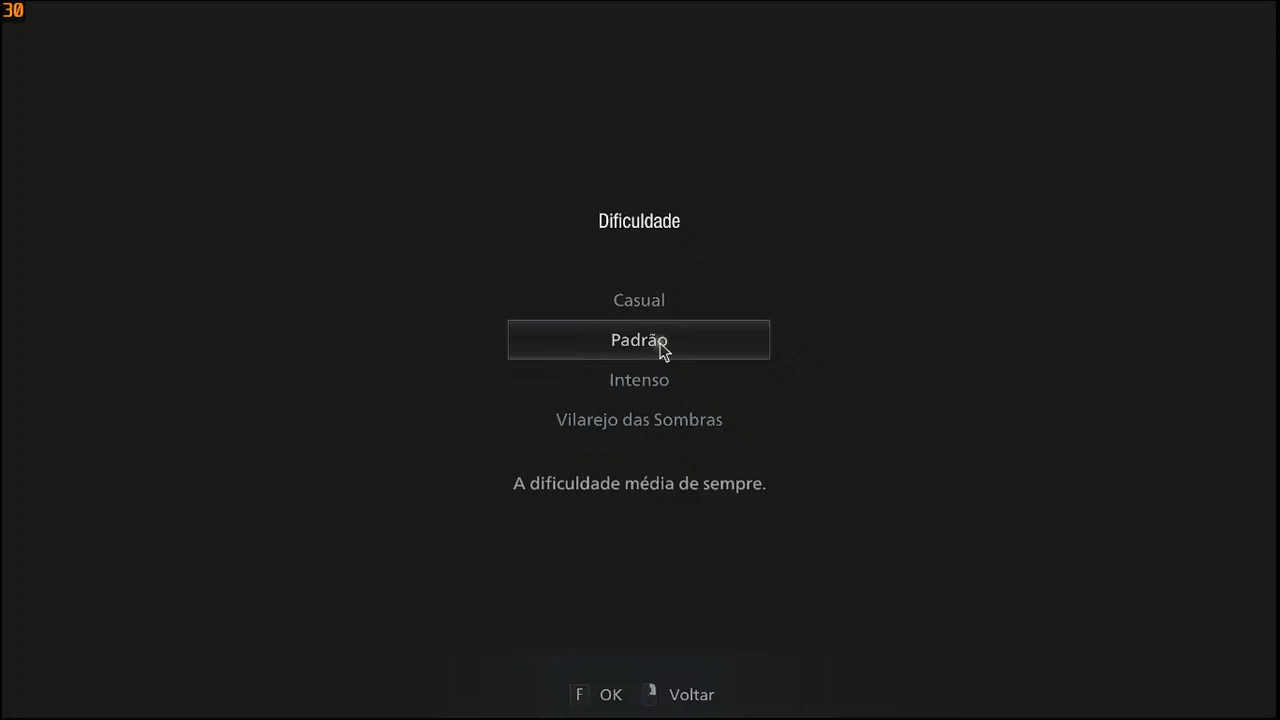 30
Dificuldade
Casual
Padrão
Intenso
Vilarejo das Sombras
A dificuldade média de sempre.
F OK Voltar